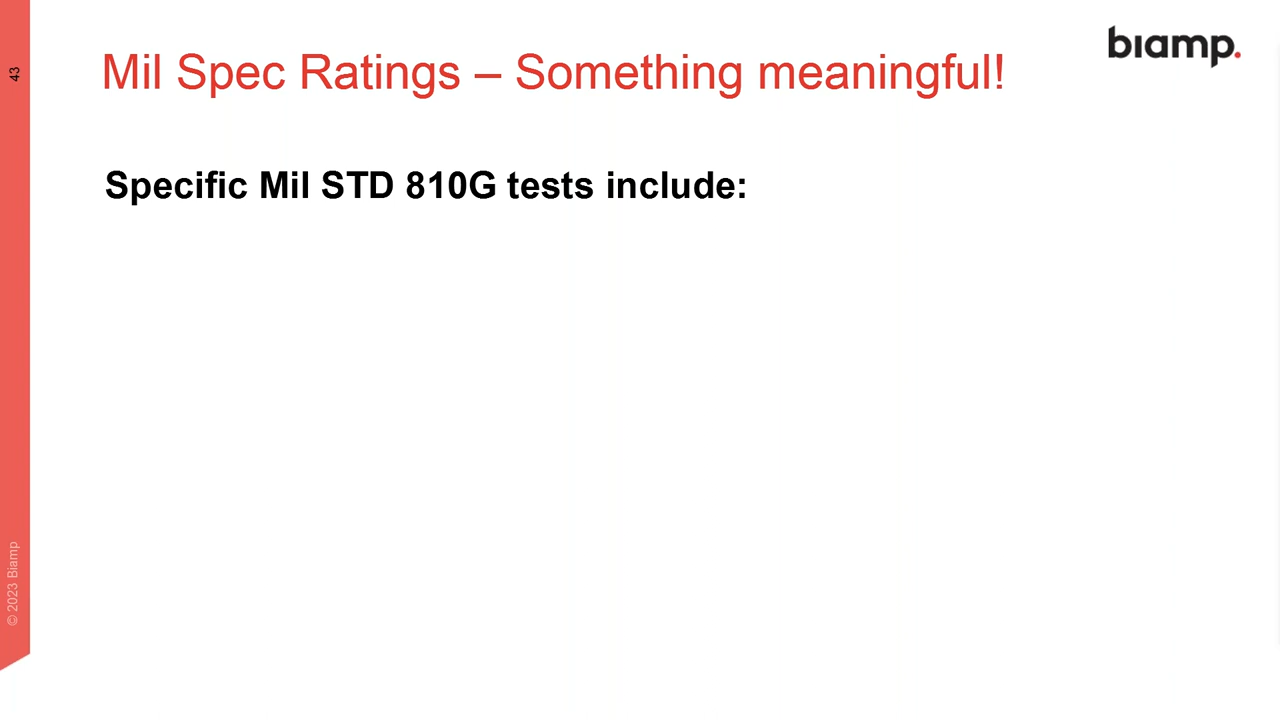 43
Mil Spec Ratings – Something meaningful!
biamp.
Specific Mil STD 810G tests include:
© 2023 Biamp